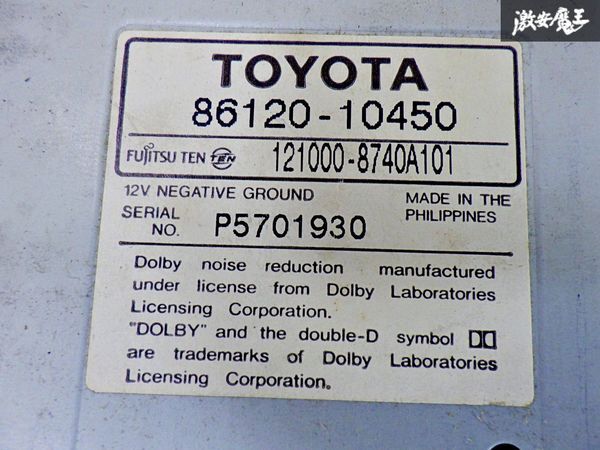 激安魔王
TOYOTA
86120-10450
FUJITSU TEN TEN 121000-8740A101
12V NEGATIVE GROUND
MADE IN THE
PHILIPPINES
SERIAL
NO. P5701930
Dolby noise reduction manufactured
under license from Dolby Laboratories
Licensing Corporation.
"DOLBY" and the double-D symbol
are trademarks of Dolby Laboratories
Licensing Corporation.